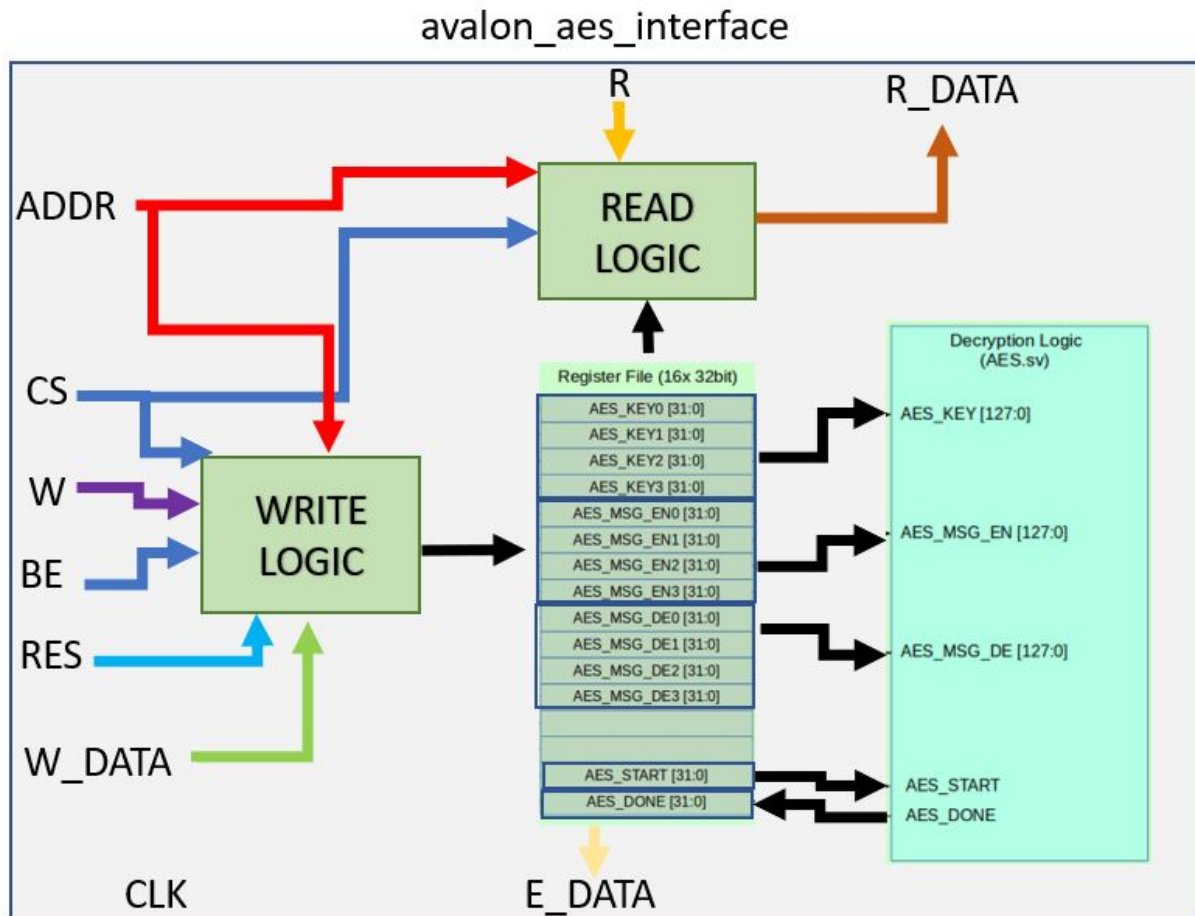 avalon_aes_interface
R
R_DATA
ADDR
READ
LOGIC
CS
W
BE
RES
W_DATA
WRITE
LOGIC
Register File (16x 32bit)
AES_KEY0 [31:0]
AES_KEY1 [31:0]
AES_KEY2 [31:0]
AES_KEY3 [31:0]
AES_MSG_EN0 [31:0]
AES_MSG_EN1 [31:0]
AES_MSG_EN2 [31:0]
AES_MSG_EN3 [31:0]
AES_MSG_DE0 [31:0]
AES_MSG_DE1 [31:0]
AES_MSG_DE2 [31:0]
AES_MSG_DE3 [31:0]
AES_START [31:0]
AES_DONE [31:0]
Decryption Logic
(AES.sv)
AES_KEY [127:0]
AES_MSG_EN [127:0]
AES_MSG_DE [127:0]
AES_START
AES_DONE
CLK
E_DATA